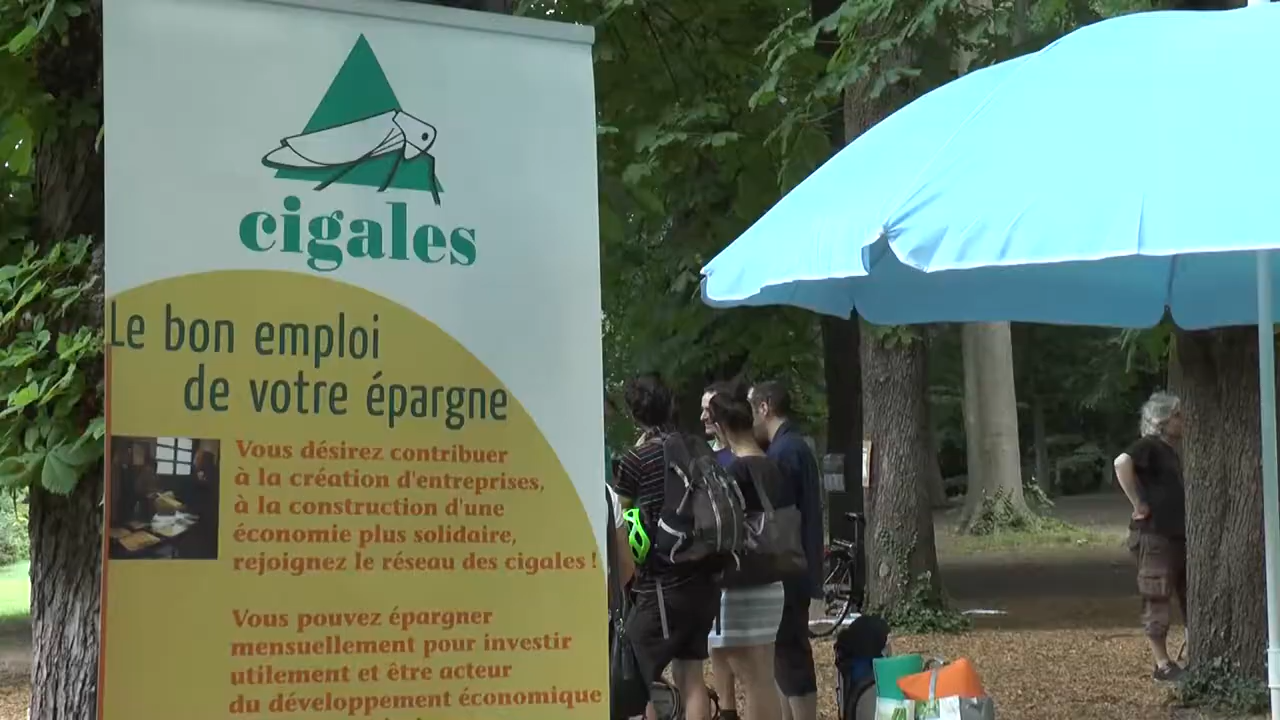 cigales
Le bon emploi
de votre épargne
Vous désirez contribuer
à la création d'entreprises,
à la construction d'une
économie plus solidaire,
rejoignez le réseau des cigales !
Vous pouvez épargner
mensuellement pour investir
utilement et être acteur
du développement économique